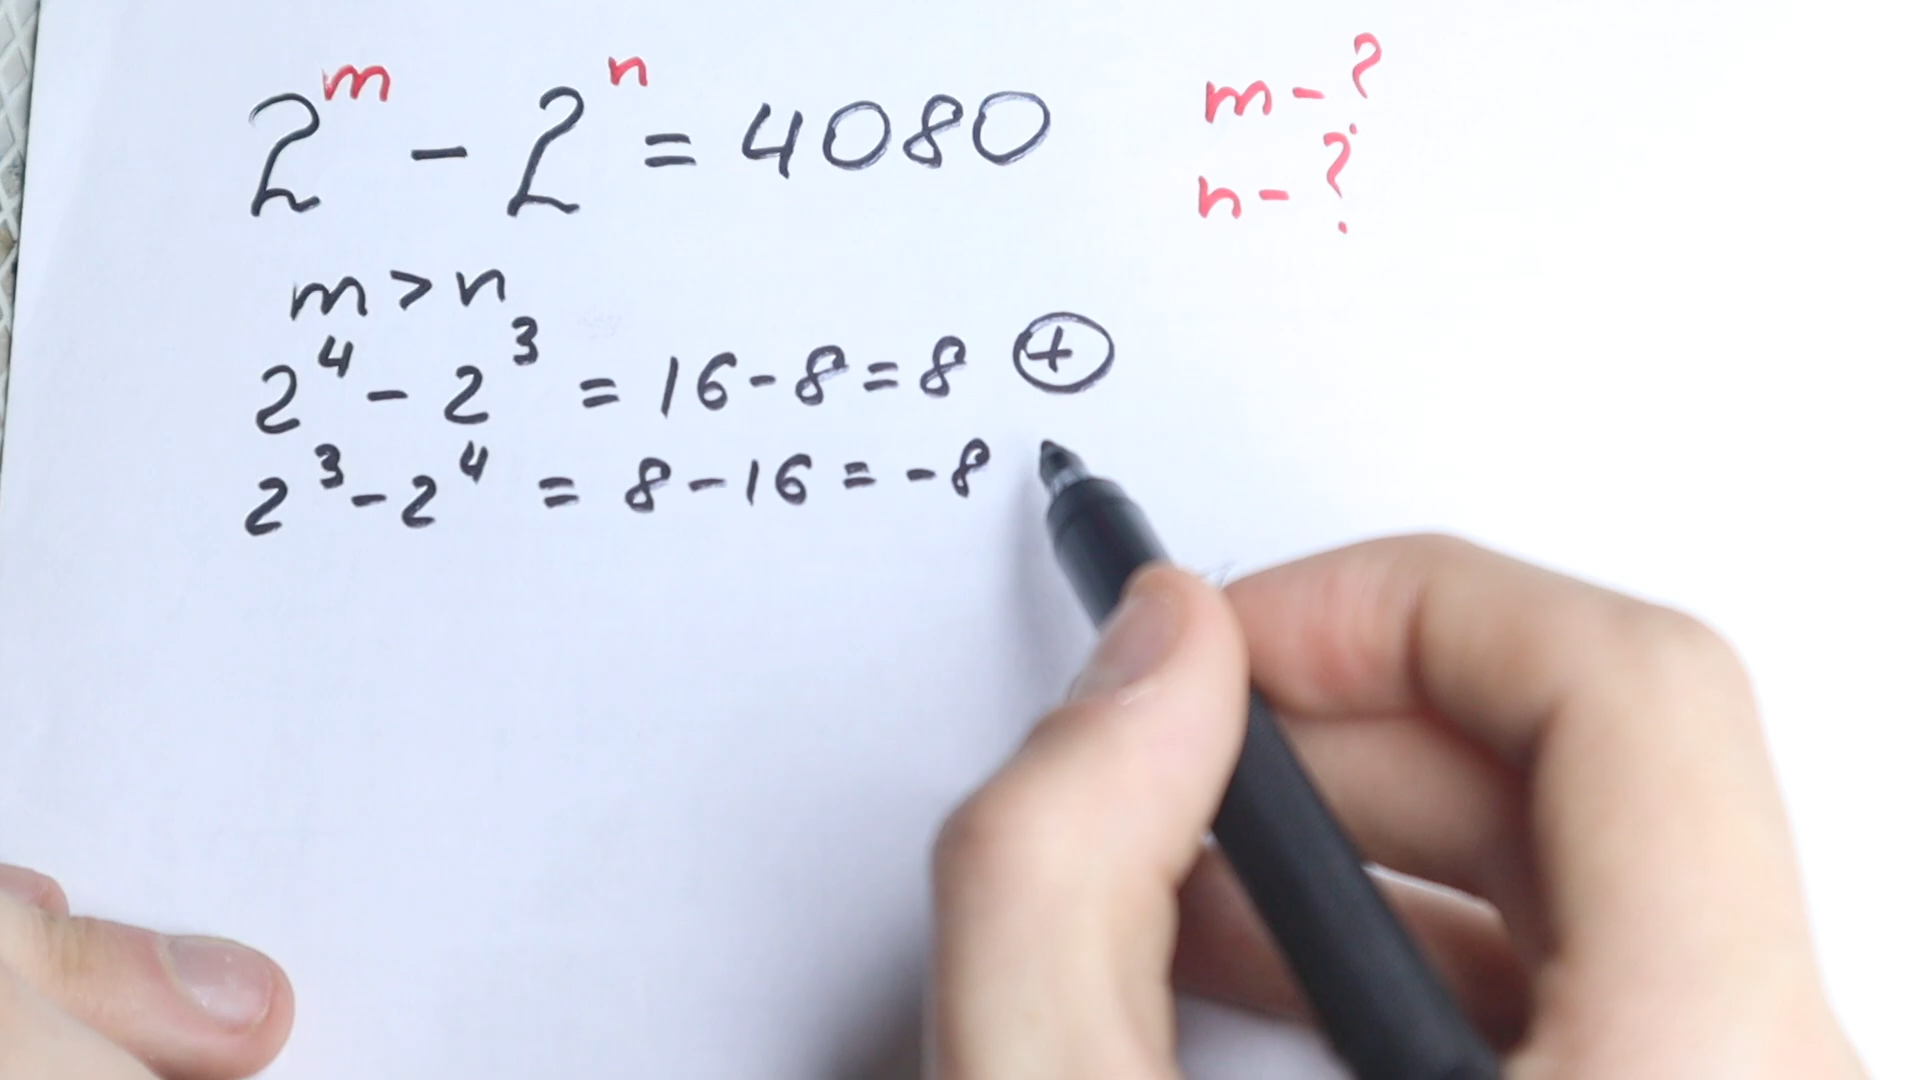 2^m - 2^n = 4080
m - ?
n - ?
m > n
2^4 - 2^3 = 16 - 8 = 8 ⊕
2^3 - 2^4 = 8 - 16 = -8